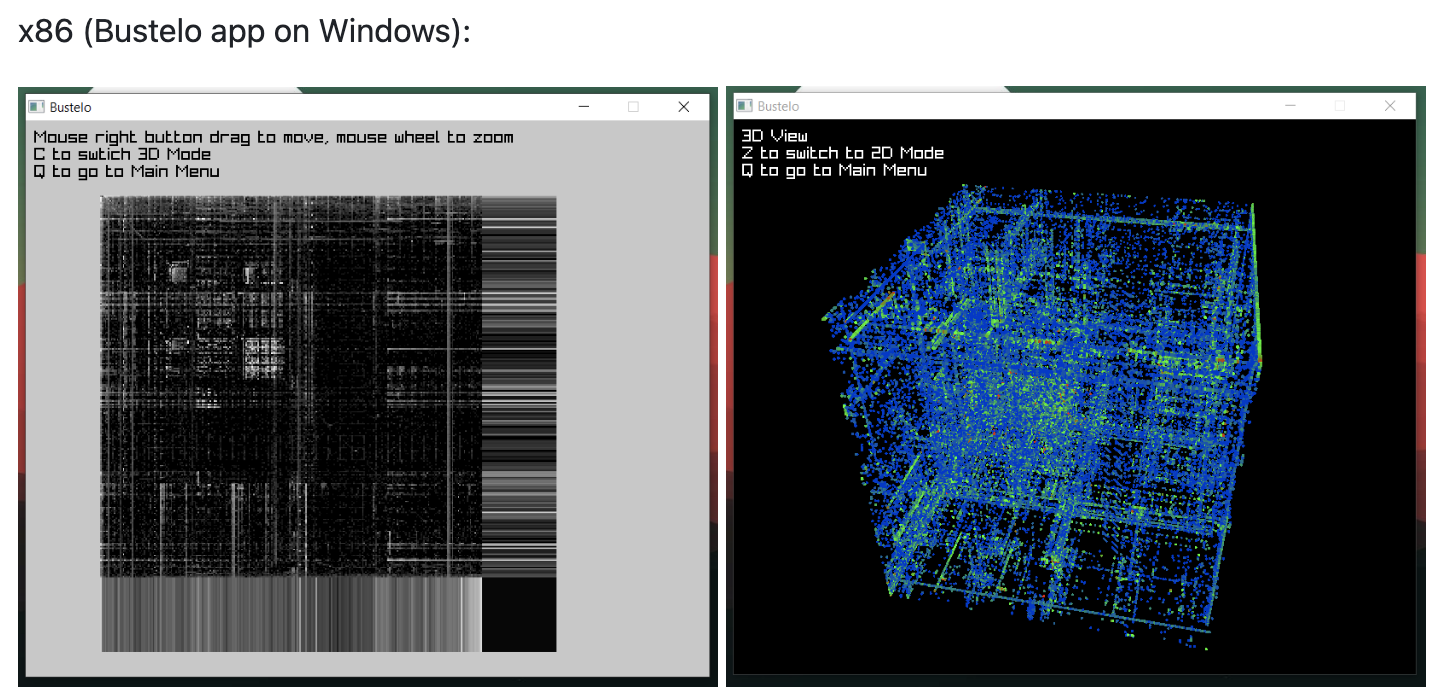 x86 (Bustelo app on Windows):
Bustelo
Mouse right button drag to move, mouse wheel to zoom
C to swtich 3D Mode
Q to go to Main Menu
Bustelo
3D View
Z to switch to 2D Mode
Q to go to Main Menu